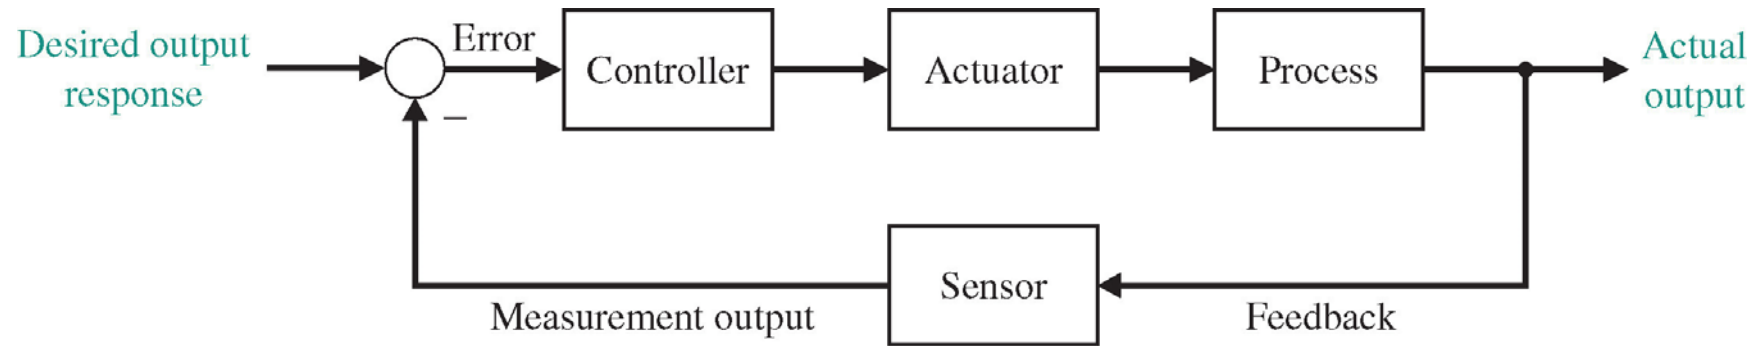 Desired output
response
Error
Controller
Actuator
Process
Actual
output
–
Sensor
Measurement output
Feedback